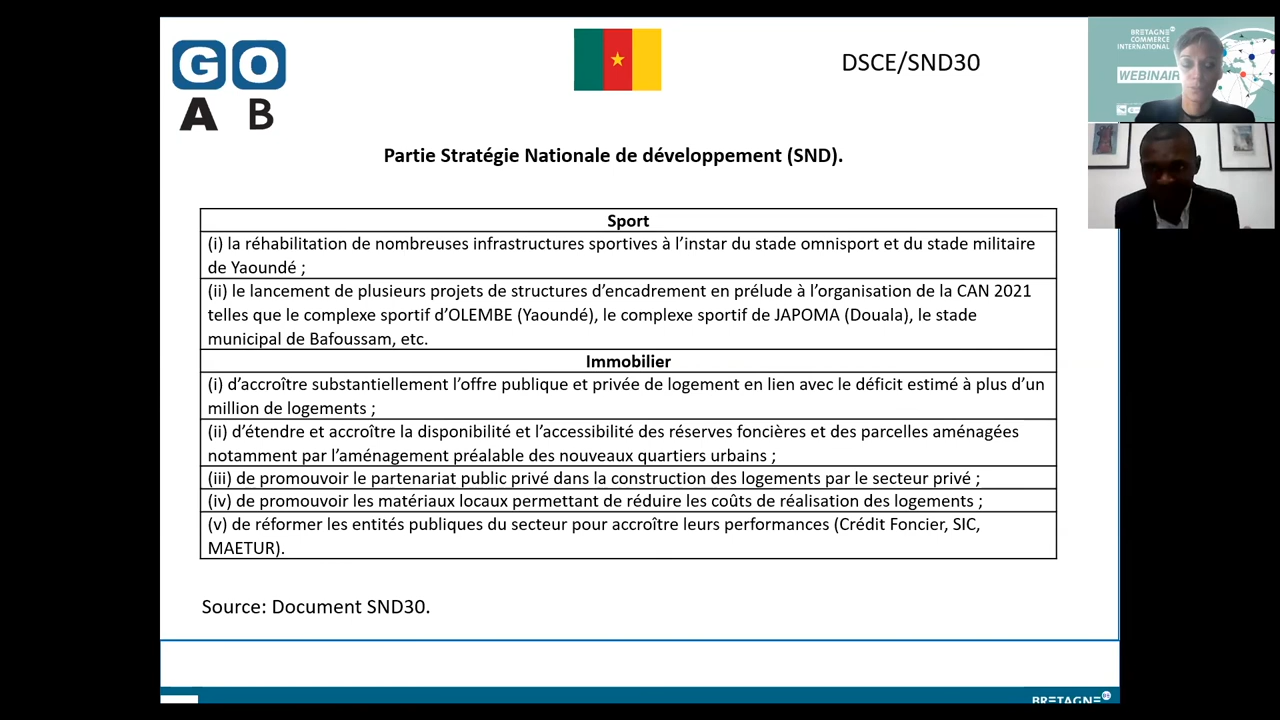 GO
A B
DSCE/SND30
BRETAGNE
COMMERCE
INTERNATIONAL
WEBINAIR
Partie Stratégie Nationale de développement (SND).
Sport
(i) la réhabilitation de nombreuses infrastructures sportives à l’instar du stade omnisport et du stade militaire
de Yaoundé ;
(ii) le lancement de plusieurs projets de structures d’encadrement en prélude à l’organisation de la CAN 2021
telles que le complexe sportif d’OLEMBE (Yaoundé), le complexe sportif de JAPOMA (Douala), le stade
municipal de Bafoussam, etc.
Immobilier
(i) d’accroître substantiellement l’offre publique et privée de logement en lien avec le déficit estimé à plus d’un
million de logements ;
(ii) d’étendre et accroître la disponibilité et l’accessibilité des réserves foncières et des parcelles aménagées
notamment par l’aménagement préalable des nouveaux quartiers urbains ;
(iii) de promouvoir le partenariat public privé dans la construction des logements par le secteur privé ;
(iv) de promouvoir les matériaux locaux permettant de réduire les coûts de réalisation des logements ;
(v) de réformer les entités publiques du secteur pour accroître leurs performances (Crédit Foncier, SIC,
MAETUR).
Source: Document SND30.
BRETAGNE